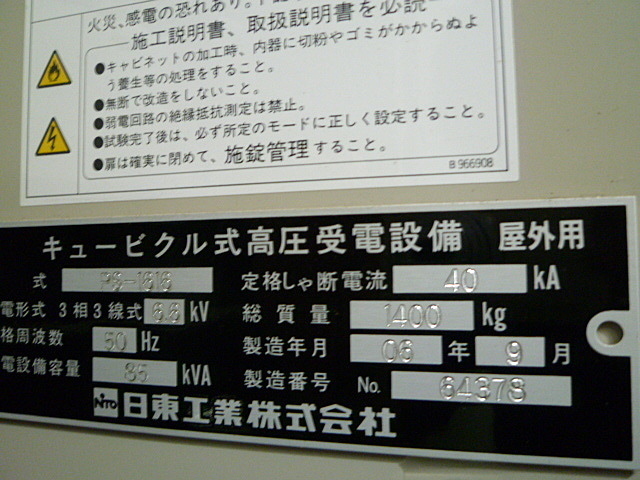 火災、感電の恐れあり。
施工説明書、取扱説明書を必読
●キャビネットの加工時、内器に切粉やゴミがかからぬよ
う養生等の処理をすること。
●無断で改造をしないこと。
●弱電回路の絶縁抵抗測定は禁止。
●試験完了後は、必ず所定のモードに正しく設定すること。
●扉は確実に閉めて、施錠管理すること。
B 966908
キュービクル式高圧受電設備 屋外用
式 PS-1616 定格しゃ断電流 40 kA
電形式 3相3線式 6.6 kV 総質量 1400 kg
格周波数 50 Hz 製造年月 06 年 9 月
電設備容量 85 kVA 製造番号 No. 64378
NITO 日東工業株式会社